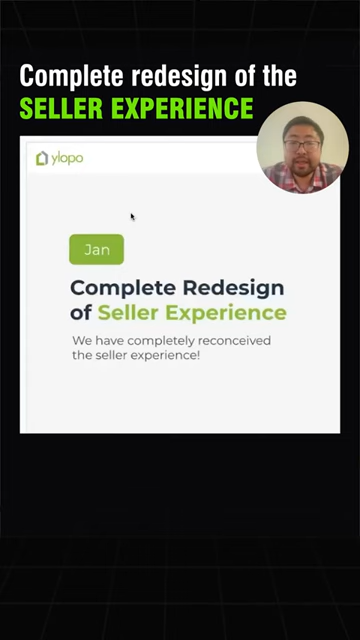 Complete redesign of the
SELLER EXPERIENCE
ylopo
Jan
Complete Redesign
of Seller Experience
We have completely reconceived
the seller experience!